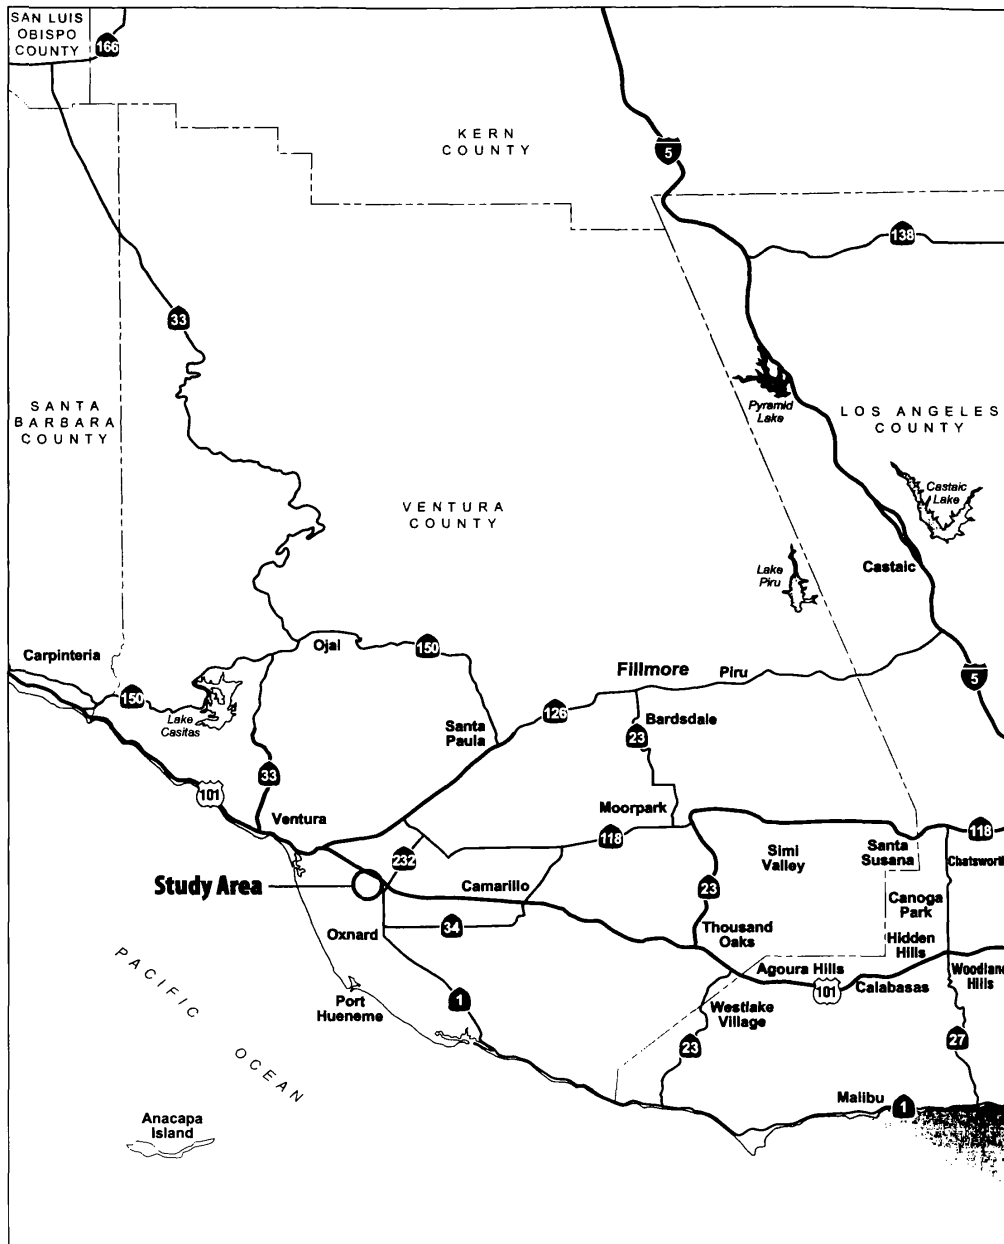 SAN LUIS
OBISPO
COUNTY
166
KERN
COUNTY
5
138
33
SANTA
BARBARA
COUNTY
Pyramid
Lake
LOS ANGELES
COUNTY
VENTURA
COUNTY
Castaic
Lake
Lake
Piru
Castaic
Carpinteria
Ojai
150
Fillmore
Piru
5
150
Lake
Casitas
126
Santa
Paula
Bardsdale
23
33
101
Ventura
Moorpark
118
Simi
Valley
Santa
Susana
118
Chatswort
232
Study Area
Camarillo
23
Canoga
Park
Oxnard
34
Thousand
Oaks
Hidden
Hills
PACIFIC
OCEAN
Port
Hueneme
1
Agoura Hills
101
Calabasas
Woodland
Hills
Westlake
Village
23
27
Malibu
1
Anacapa
Island